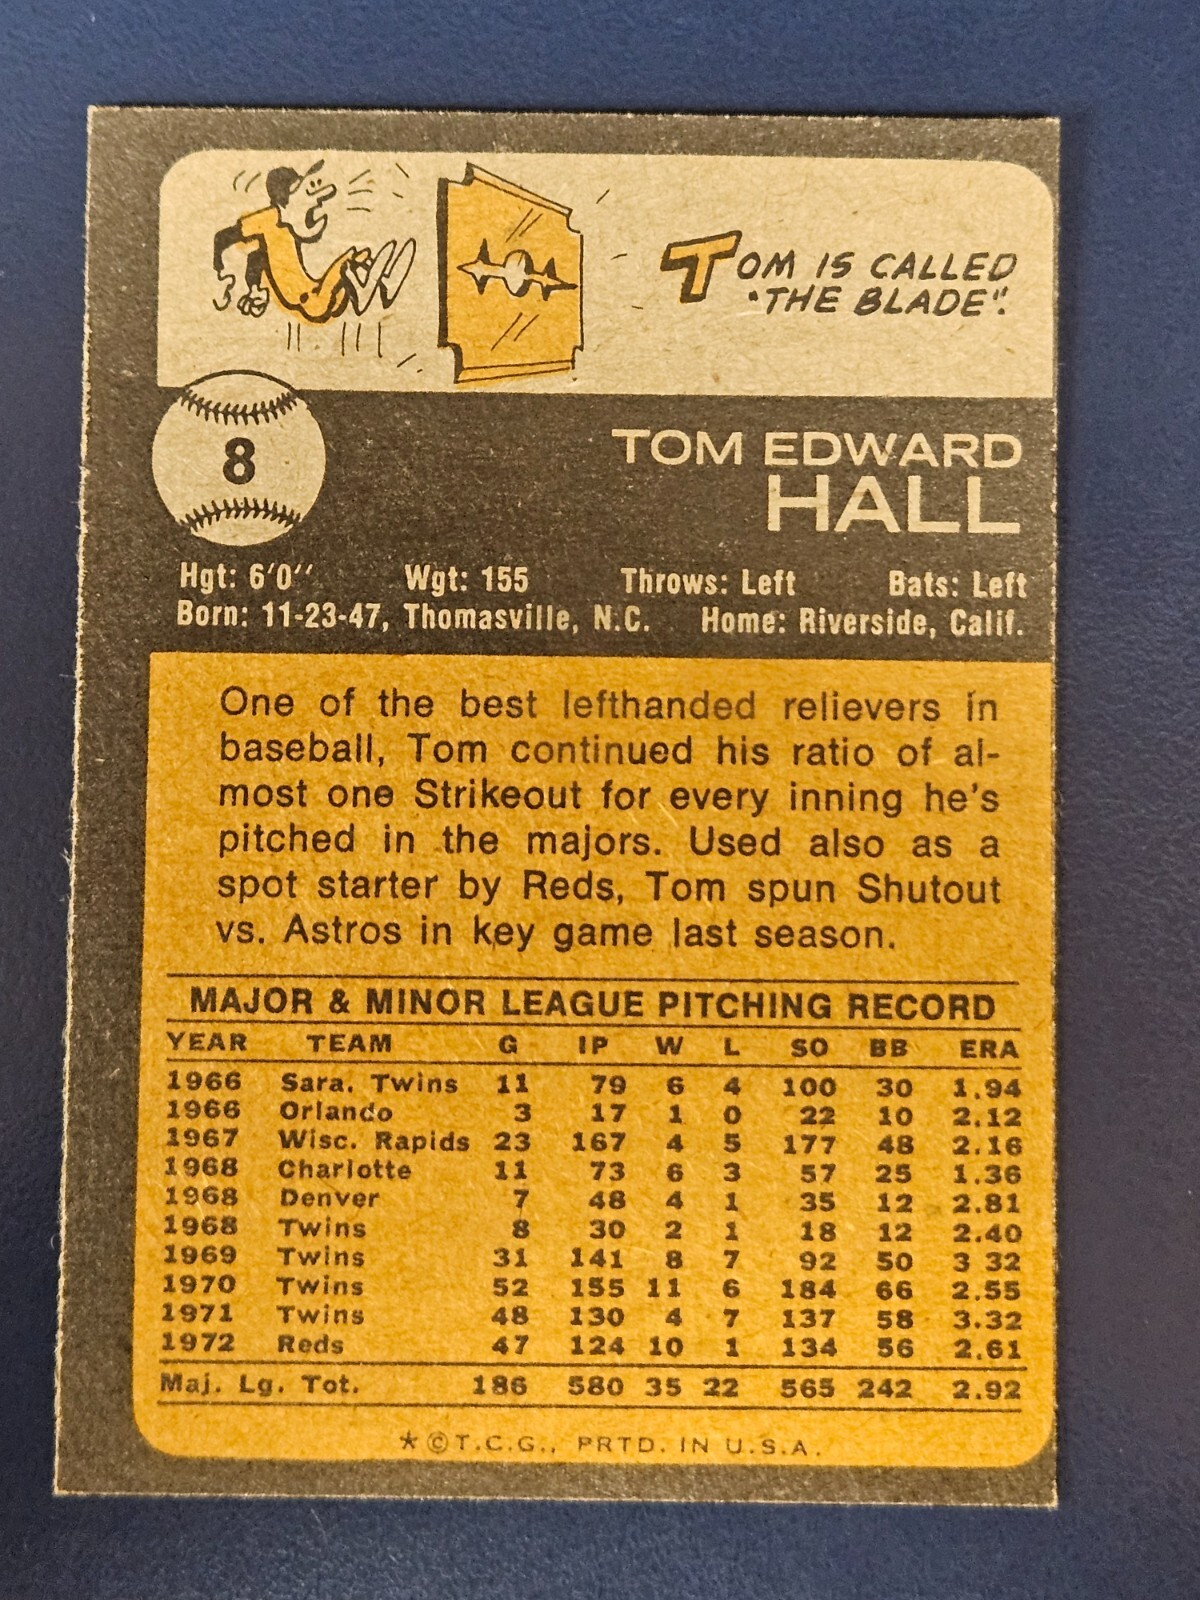 TOM IS CALLED
"THE BLADE".
8
TOM EDWARD
HALL
Hgt: 6'0" Wgt: 155 Throws: Left Bats: Left
Born: 11-23-47, Thomasville, N.C. Home: Riverside, Calif.
One of the best lefthanded relievers in
baseball, Tom continued his ratio of al-
most one Strikeout for every inning he's
pitched in the majors. Used also as a
spot starter by Reds, Tom spun Shutout
vs. Astros in key game last season.
MAJOR & MINOR LEAGUE PITCHING RECORD
YEAR TEAM G IP W L SO BB ERA
1966 Sara. Twins 11 79 6 4 100 30 1.94
1966 Orlando 3 17 1 0 22 10 2.12
1967 Wisc. Rapids 23 167 4 5 177 48 2.16
1968 Charlotte 11 73 6 3 57 25 1.36
1968 Denver 7 48 4 1 35 12 2.81
1968 Twins 8 30 2 1 18 12 2.40
1969 Twins 31 141 8 7 92 50 3 32
1970 Twins 52 155 11 6 184 66 2.55
1971 Twins 48 130 4 7 137 58 3.32
1972 Reds 47 124 10 1 134 56 2.61
Maj. Lg. Tot. 186 580 35 22 565 242 2.92
*©T.C.G., PRTD. IN U.S.A.